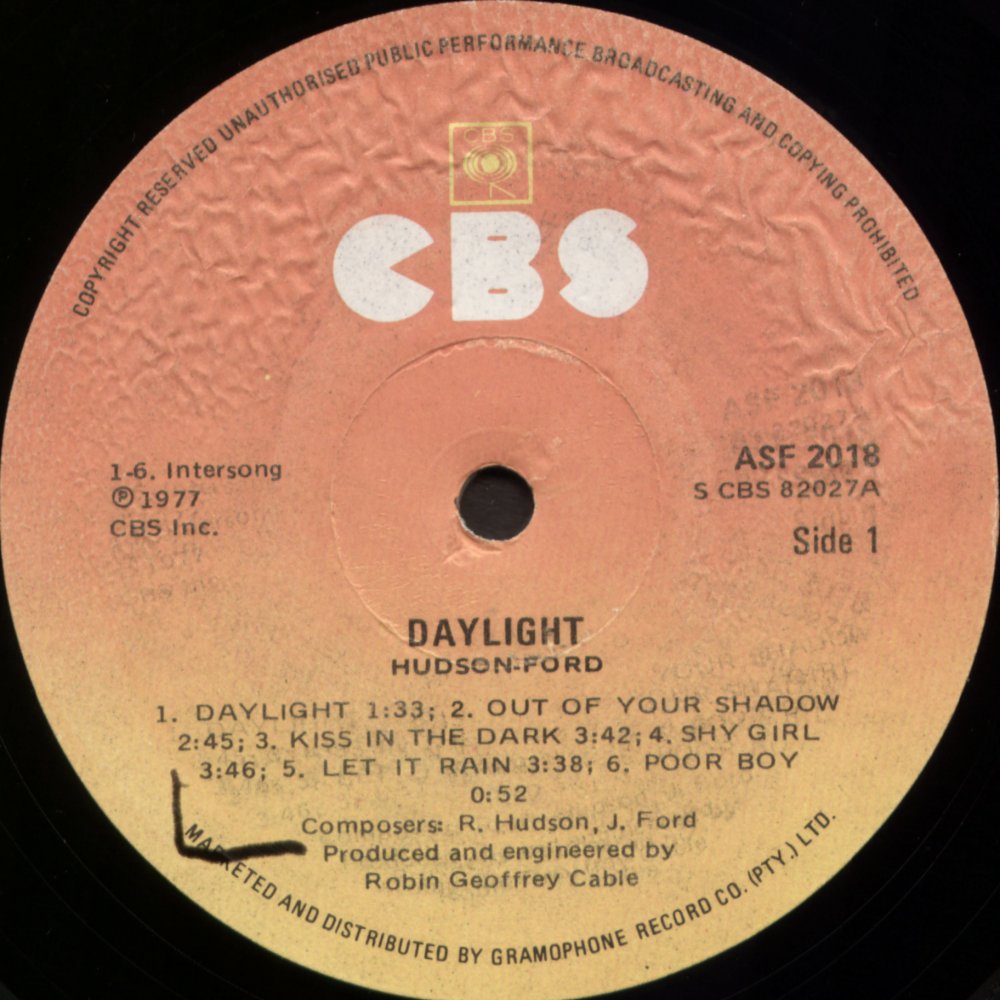 COPYRIGHT RESERVED UNAUTHORISED PUBLIC PERFORMANCE BROADCASTING AND COPYING PROHIBITED
CBS
CBS
1-6. Intersong
℗ 1977
CBS Inc.
ASF 2018
S CBS 82027A
Side 1
DAYLIGHT
HUDSON-FORD
1. DAYLIGHT 1:33; 2. OUT OF YOUR SHADOW
2:45; 3. KISS IN THE DARK 3:42; 4. SHY GIRL
3:46; 5. LET IT RAIN 3:38; 6. POOR BOY
0:52
Composers: R. Hudson, J. Ford
Produced and engineered by
Robin Geoffrey Cable
MARKETED AND DISTRIBUTED BY GRAMOPHONE RECORD CO. (PTY.) LTD.